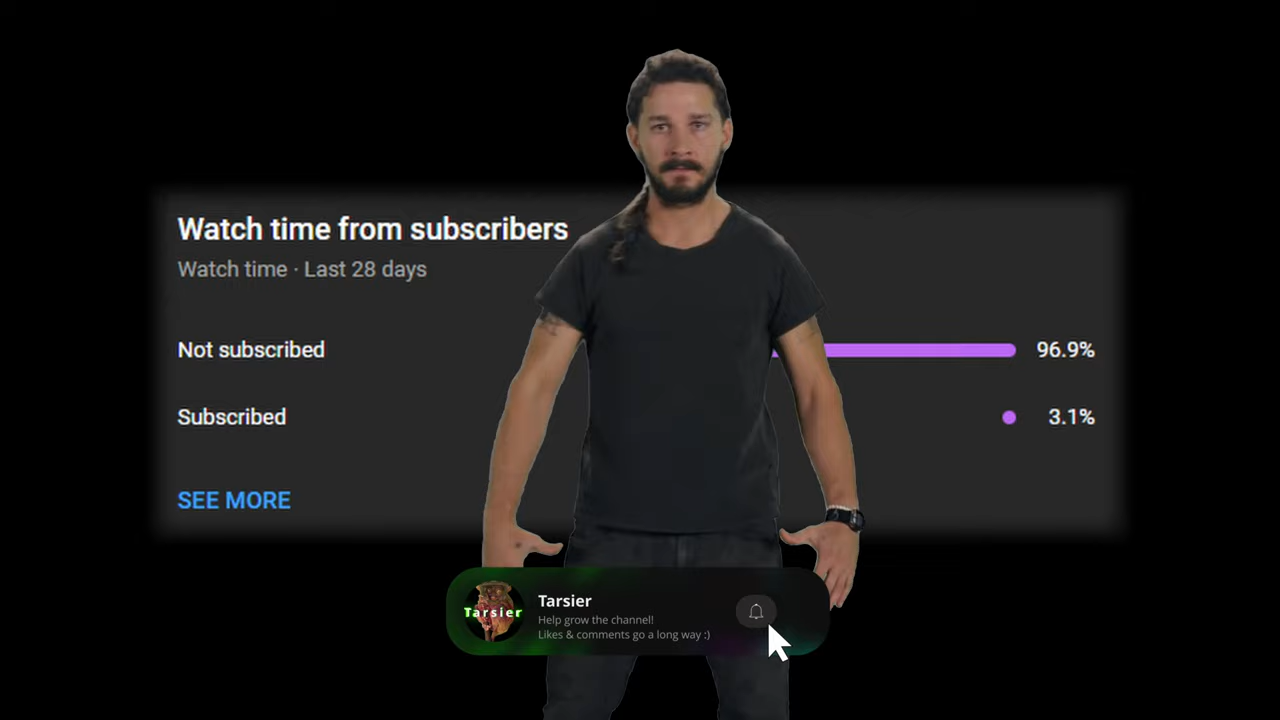 Watch time from subscribers
Watch time · Last 28 days
Not subscribed
96.9%
Subscribed
3.1%
SEE MORE
Tarsier
Tarsier
Help grow the channel!
Likes & comments go a long way :)